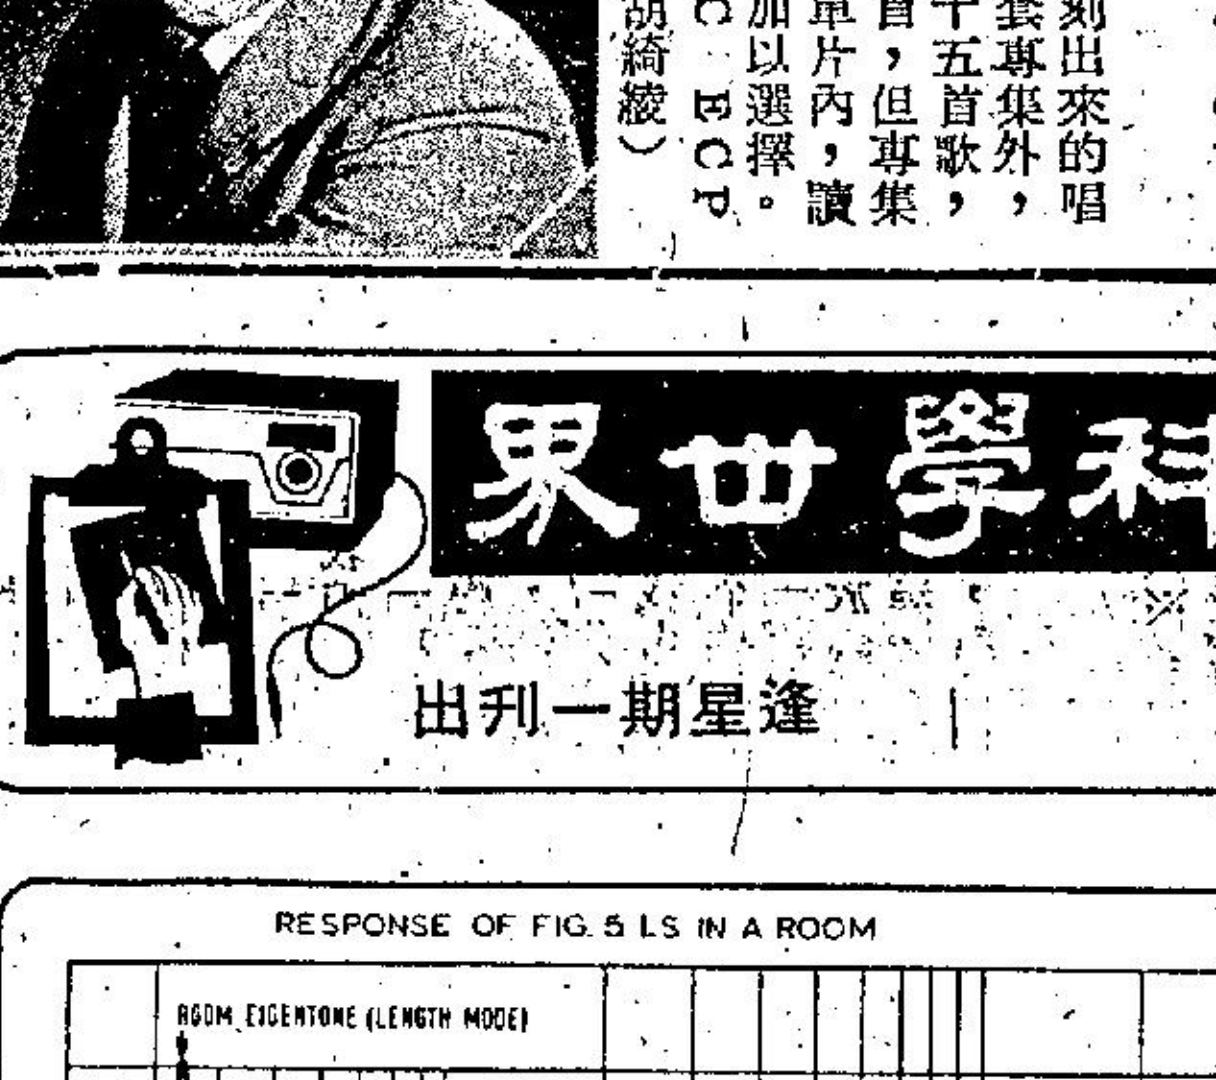 刻出來的唱
套專集外，
十五首歌，
首，但專集
單片內，讀
加以選擇。
C ECP
胡綺綾）
科學世界
逢星期一刋出
RESPONSE OF FIG. 5 LS IN A ROOM
ROOM EIGENTONE (LENGTH MODE)